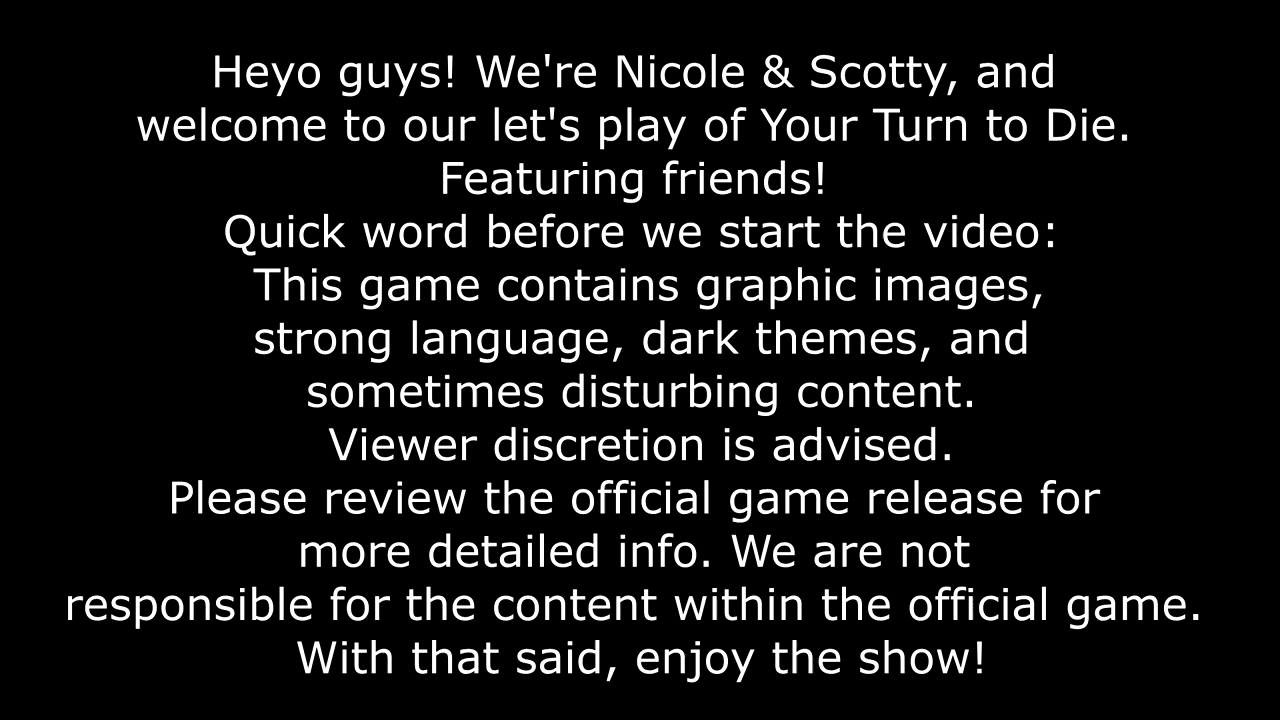 Heyo guys! We're Nicole & Scotty, and
welcome to our let's play of Your Turn to Die.
Featuring friends!
Quick word before we start the video:
This game contains graphic images,
strong language, dark themes, and
sometimes disturbing content.
Viewer discretion is advised.
Please review the official game release for
more detailed info. We are not
responsible for the content within the official game.
With that said, enjoy the show!